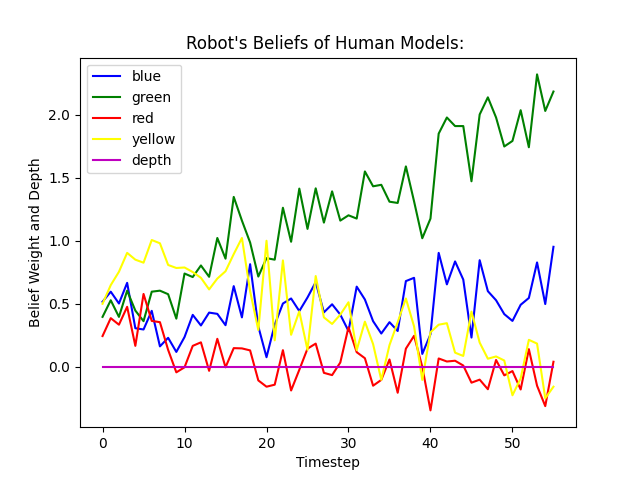 Robot's Beliefs of Human Models:
blue
green
red
yellow
depth
Belief Weight and Depth
2.0
1.5
1.0
0.5
0.0
0 10 20 30 40 50
Timestep